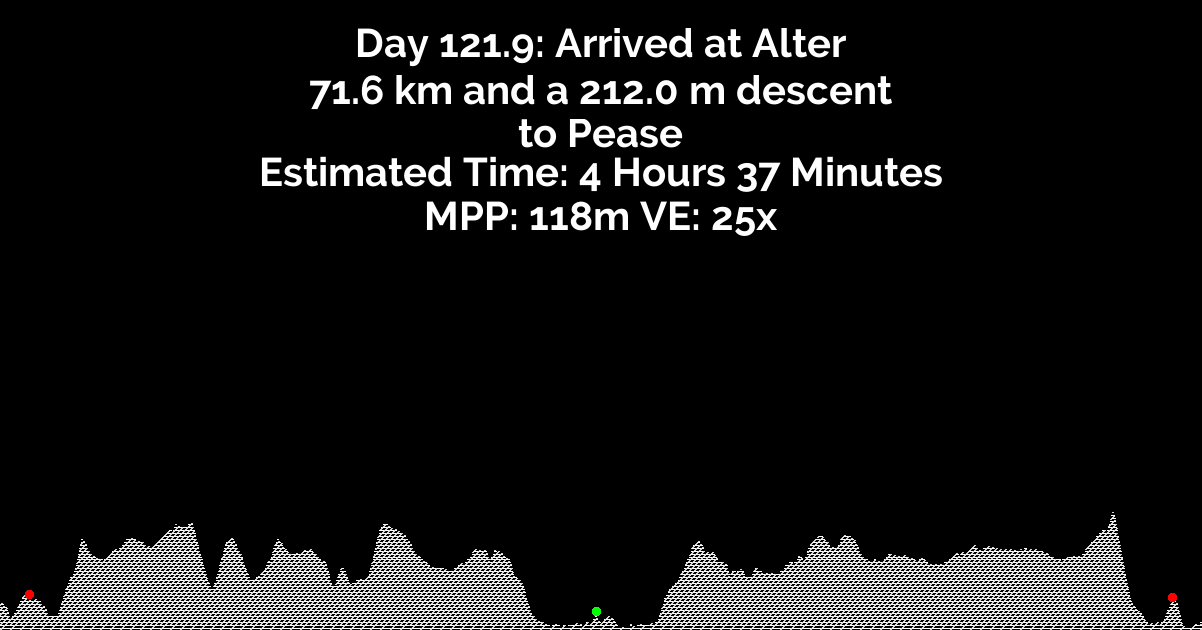 Day 121.9: Arrived at Alter
71.6 km and a 212.0 m descent
to Pease
Estimated Time: 4 Hours 37 Minutes
MPP: 118m VE: 25x